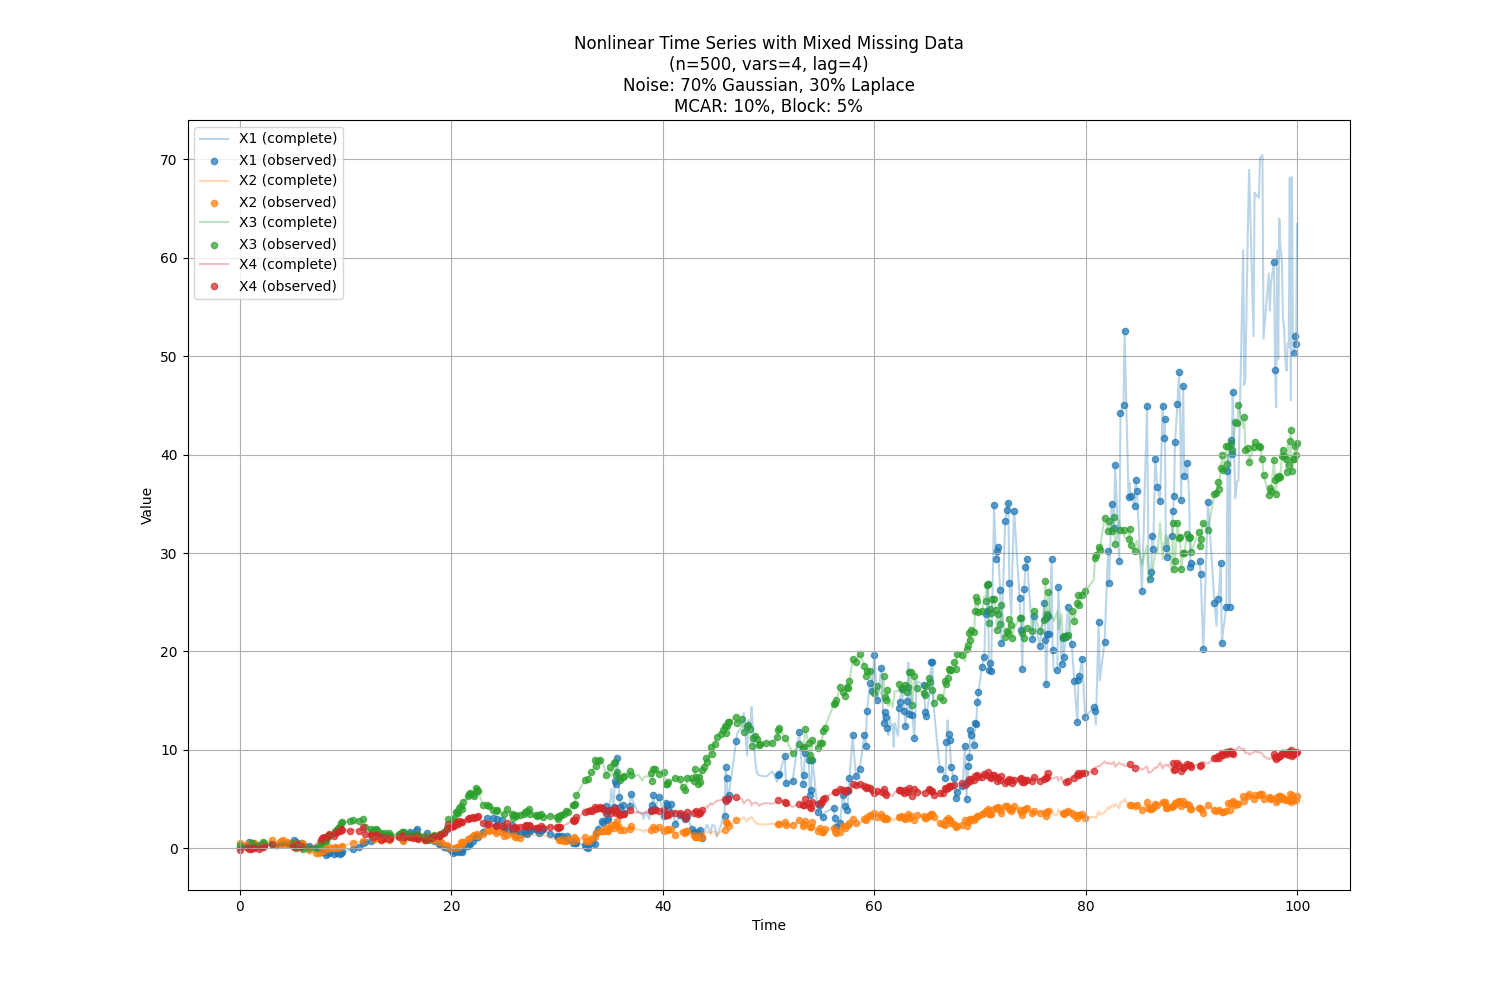 Nonlinear Time Series with Mixed Missing Data
(n=500, vars=4, lag=4)
Noise: 70% Gaussian, 30% Laplace
MCAR: 10%, Block: 5%
X1 (complete)
X1 (observed)
X2 (complete)
X2 (observed)
X3 (complete)
X3 (observed)
X4 (complete)
X4 (observed)
70
60
50
40
30
20
10
0
Value
0 20 40 60 80 100
Time